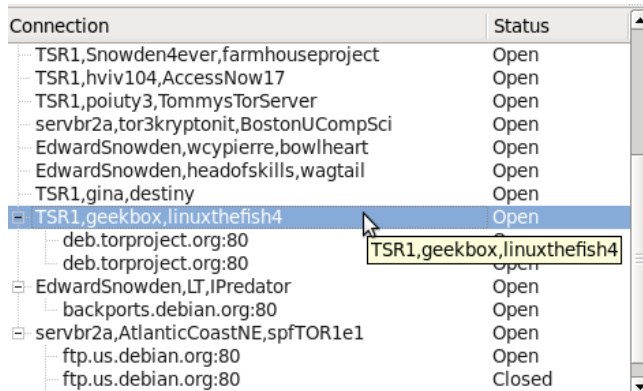 Connection Status
TSR1,Snowden4ever,farmhouseproject Open
TSR1,hviv104,AccessNow17 Open
TSR1,poiuty3,TommysTorServer Open
servbr2a,tor3kryptonit,BostonUCompSci Open
EdwardSnowden,wcypierre,bowlheart Open
EdwardSnowden,headofskills,wagtail Open
TSR1,gina,destiny Open
TSR1,geekbox,linuxthefish4 Open
deb.torproject.org:80
TSR1,geekbox,linuxthefish4
deb.torproject.org:80 Open
EdwardSnowden,LT,IPredator Open
backports.debian.org:80 Open
servbr2a,AtlanticCoastNE,spfTOR1e1 Open
ftp.us.debian.org:80 Open
ftp.us.debian.org:80 Closed